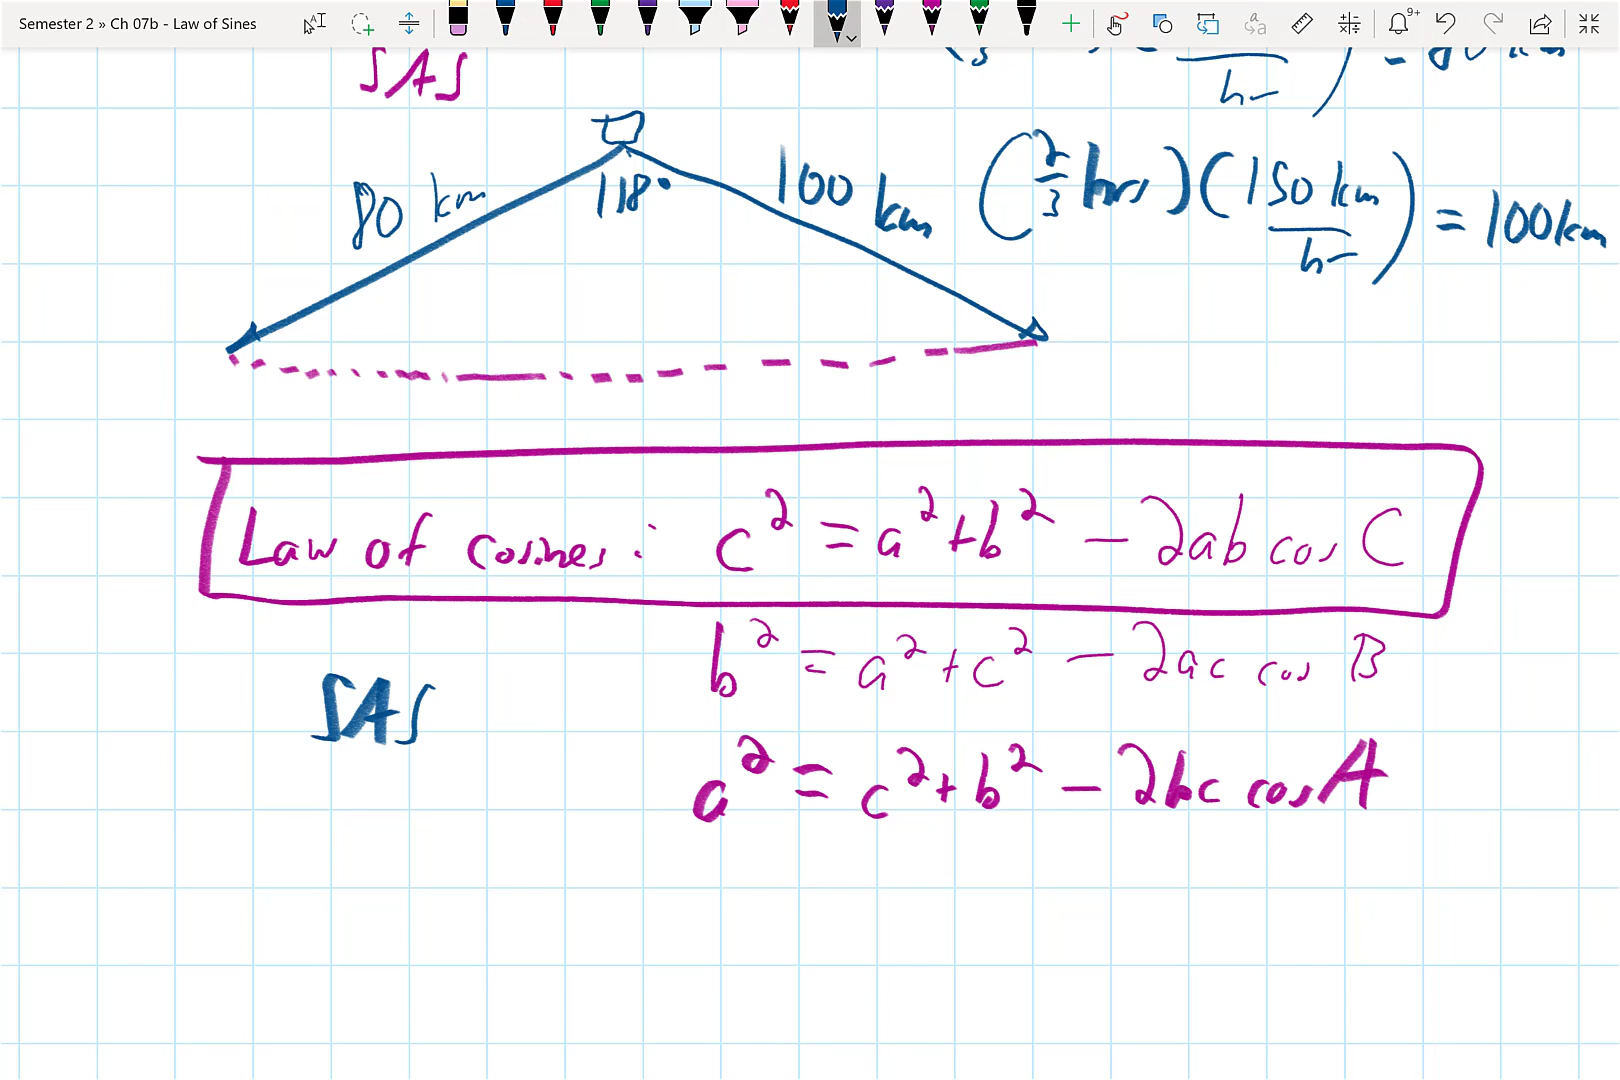 Semester 2 » Ch 07b - Law of Sines
9+
SAS
hr
80 km
118°
100 km
(2/3 hrs)(150 km/hr) = 100km
Law of cosines: c² = a² + b² - 2ab cos C
b² = a² + c² - 2ac cos B
SAS
a² = c² + b² - 2bc cos A